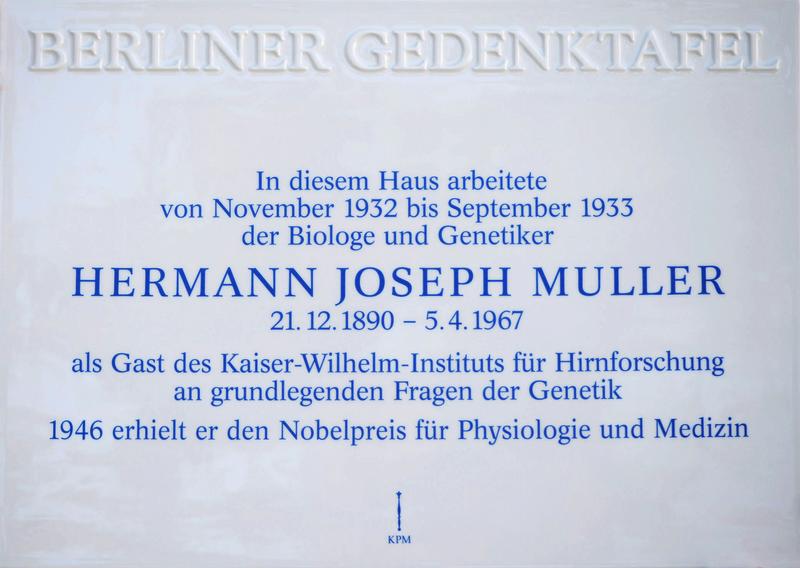 BERLINER GEDENKTAFEL
In diesem Haus arbeitete
von November 1932 bis September 1933
der Biologe und Genetiker
HERMANN JOSEPH MULLER
21. 12. 1890 – 5. 4. 1967
als Gast des Kaiser-Wilhelm-Instituts für Hirnforschung
an grundlegenden Fragen der Genetik
1946 erhielt er den Nobelpreis für Physiologie und Medizin
KPM